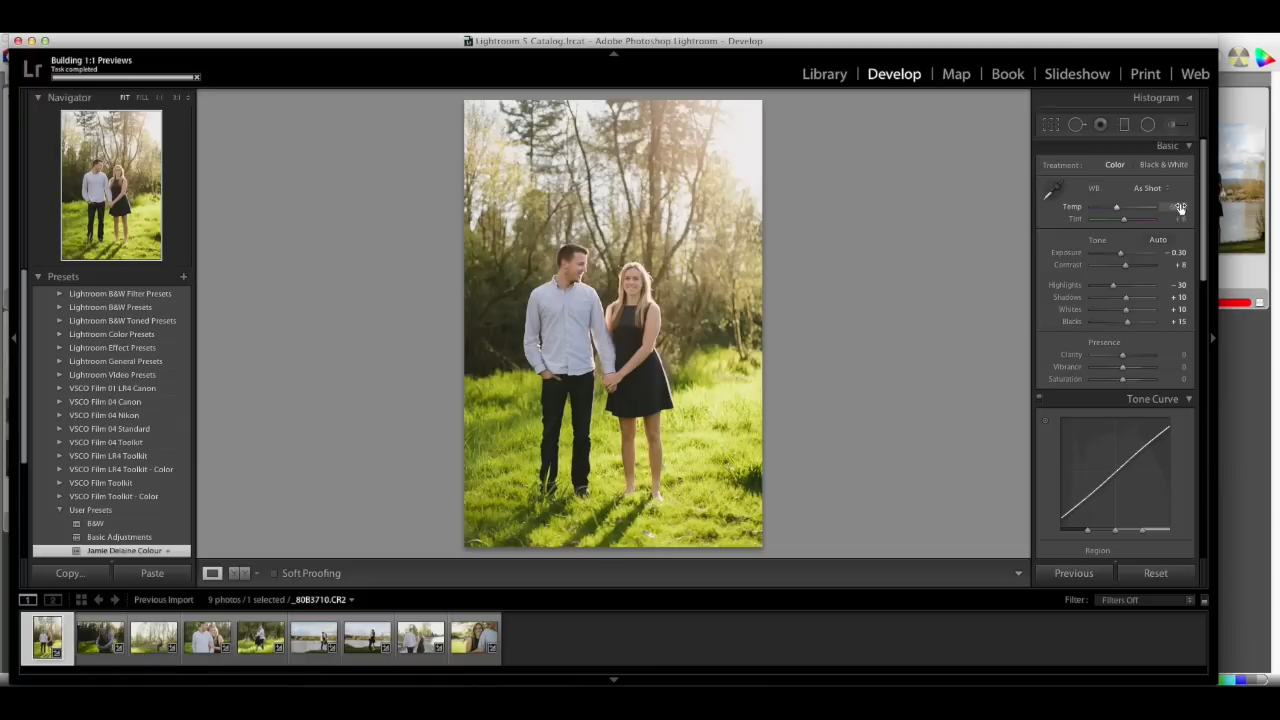 Lightroom 5 Catalog.lrcat – Adobe Photoshop Lightroom – Develop
Building 1:1 Previews
Task completed
Lr
Library | Develop | Map | Book | Slideshow | Print | Web
Navigator FIT FILL 1:1 3:1
Histogram
Basic
Treatment: Color Black & White
WB: As Shot
Temp
Tint
Tone Auto
Exposure – 0.30
Contrast + 8
Highlights – 30
Shadows + 10
Whites + 10
Blacks + 15
Presence
Clarity 0
Vibrance 0
Saturation 0
Tone Curve
Region
Previous Reset
Presets +
Lightroom B&W Filter Presets
Lightroom B&W Presets
Lightroom B&W Toned Presets
Lightroom Color Presets
Lightroom Effect Presets
Lightroom General Presets
Lightroom Video Presets
VSCO Film 01 LR4 Canon
VSCO Film 04 Canon
VSCO Film 04 Nikon
VSCO Film 04 Standard
VSCO Film 04 Toolkit
VSCO Film LR4 Toolkit
VSCO Film LR4 Toolkit - Color
VSCO Film Toolkit
VSCO Film Toolkit - Color
User Presets
B&W
Basic Adjustments
Jamie Delaine Colour
Copy... Paste
Soft Proofing
1 2 Previous Import 9 photos / 1 selected / _80B3710.CR2
Filter : Filters Off